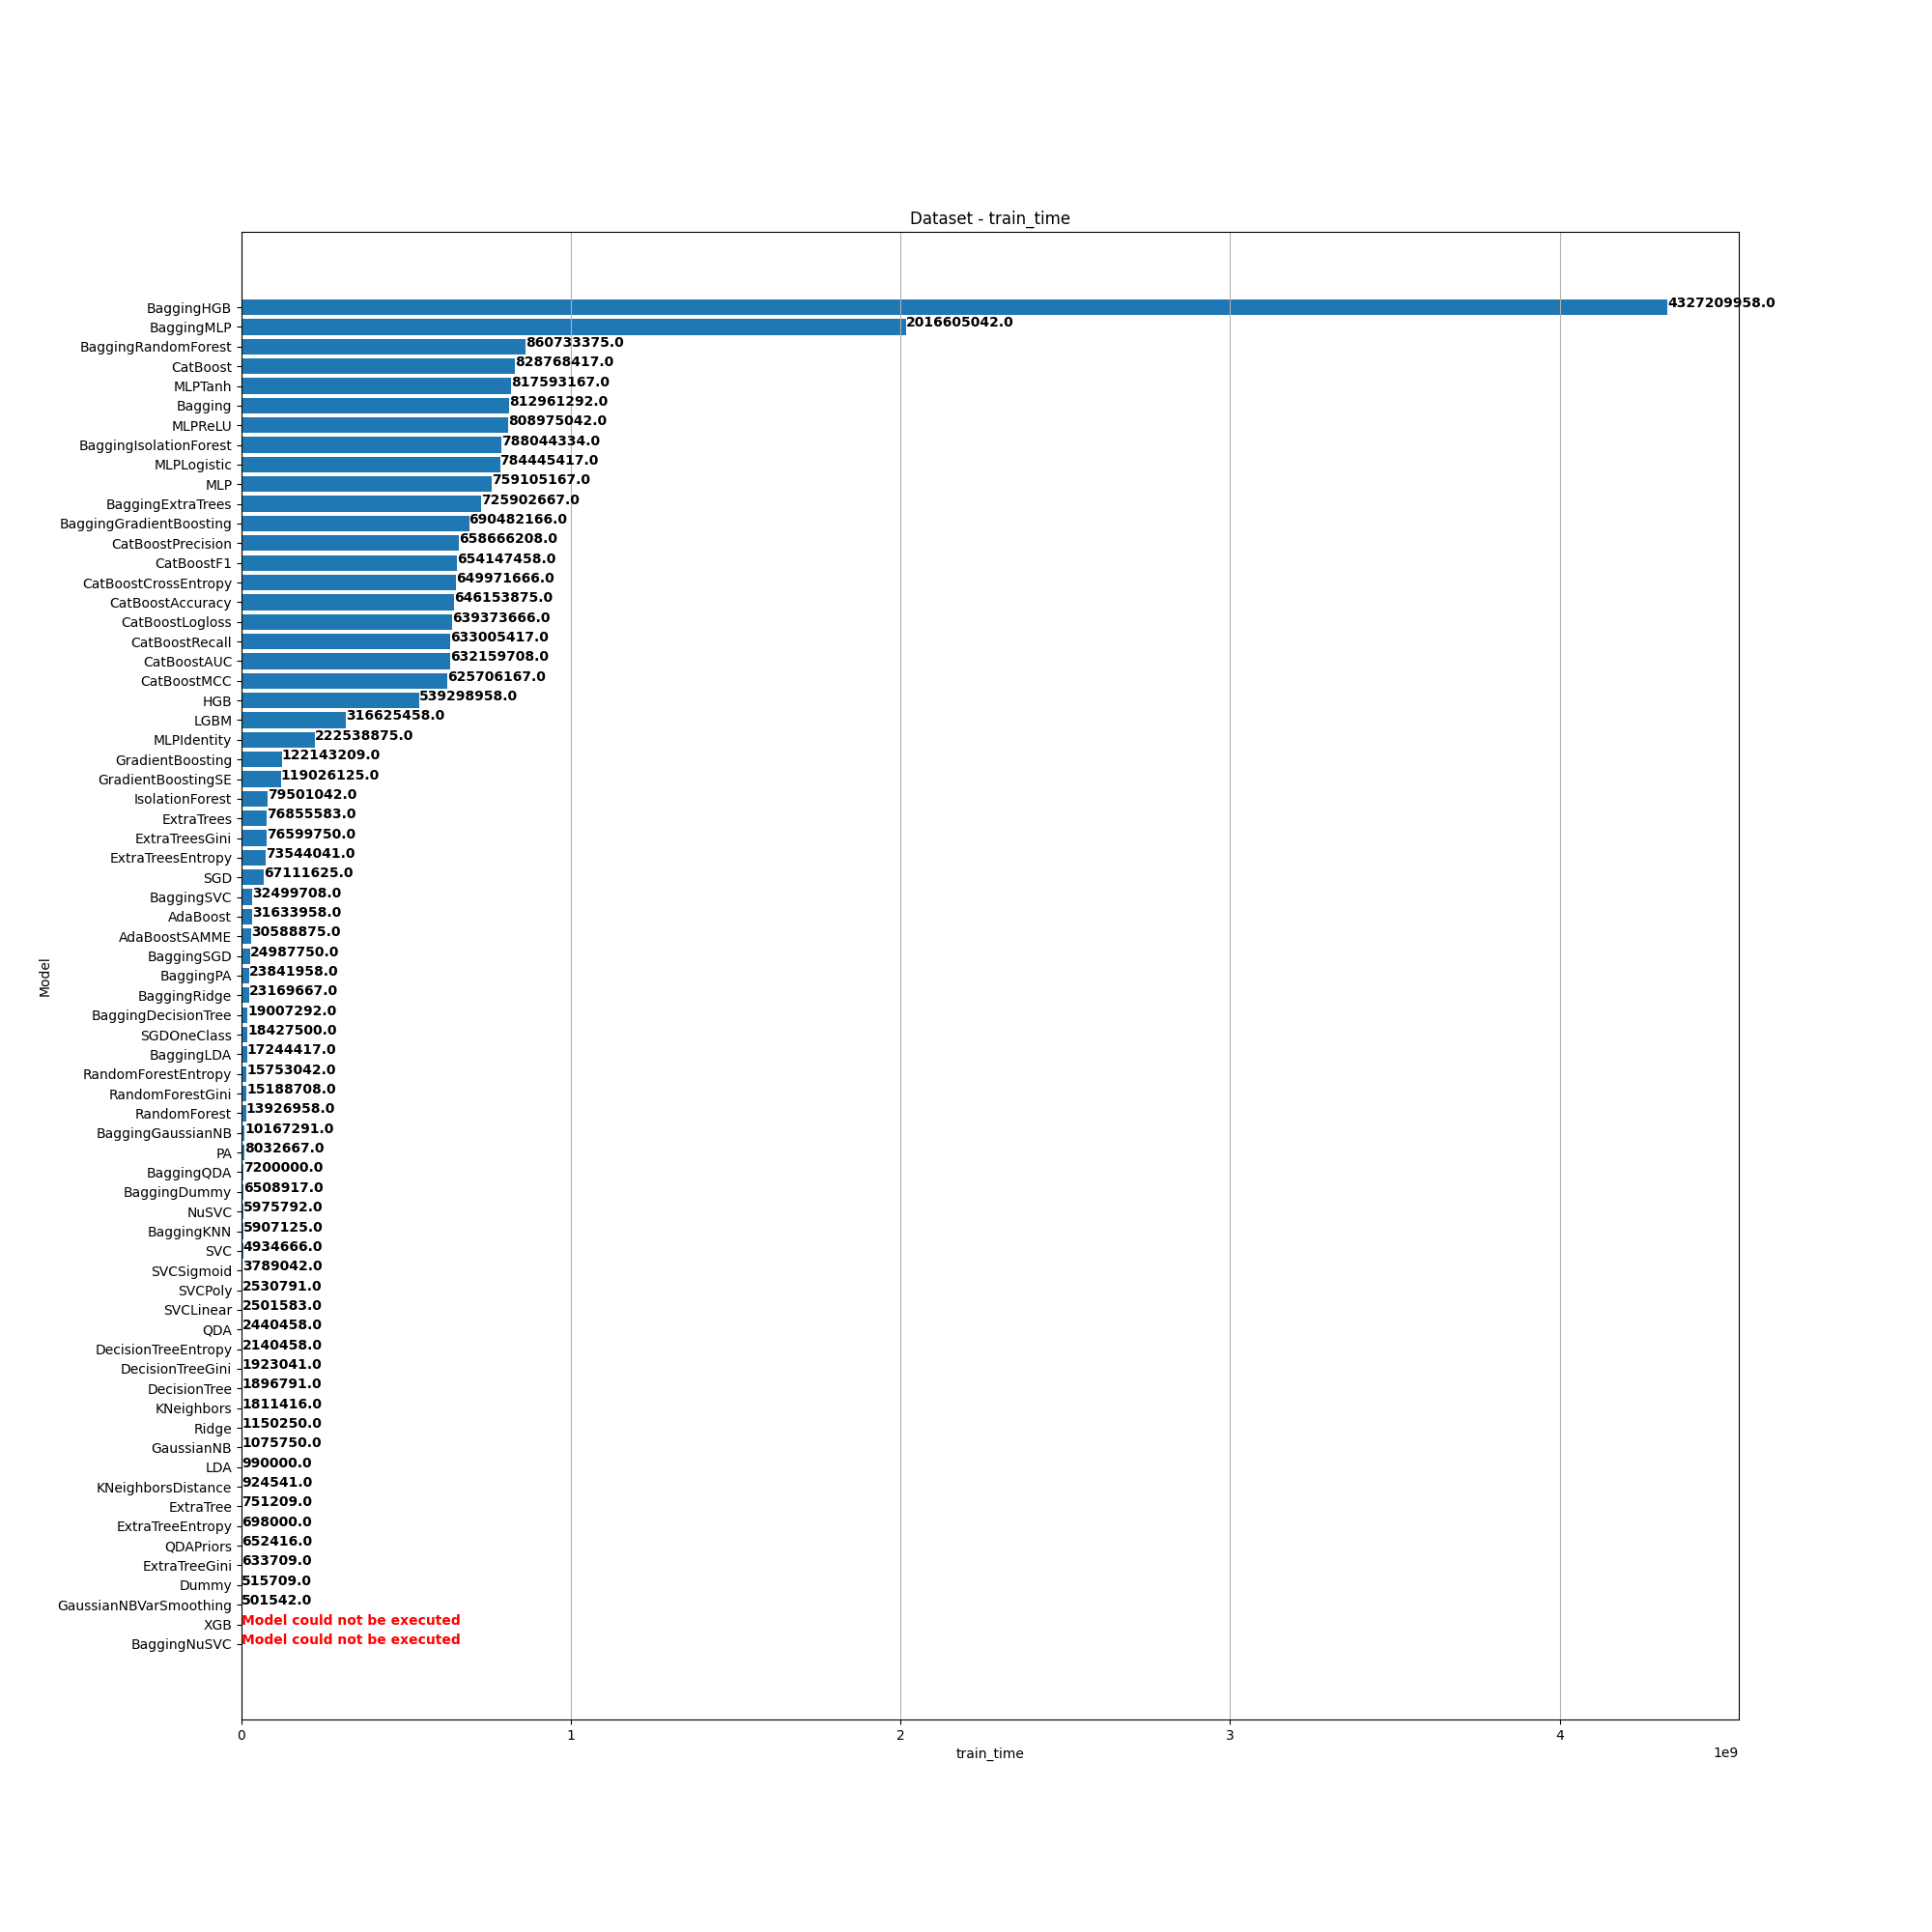 Dataset - train_time
BaggingHGB 4327209958.0
BaggingMLP 2016605042.0
BaggingRandomForest 860733375.0
CatBoost 828768417.0
MLPTanh 817593167.0
Bagging 812961292.0
MLPReLU 808975042.0
BaggingIsolationForest 788044334.0
MLPLogistic 784445417.0
MLP 759105167.0
BaggingExtraTrees 725902667.0
BaggingGradientBoosting 690482166.0
CatBoostPrecision 658666208.0
CatBoostF1 654147458.0
CatBoostCrossEntropy 649971666.0
CatBoostAccuracy 646153875.0
CatBoostLogloss 639373666.0
CatBoostRecall 633005417.0
CatBoostAUC 632159708.0
CatBoostMCC 625706167.0
HGB 539298958.0
LGBM 316625458.0
MLPIdentity 222538875.0
GradientBoosting 122143209.0
GradientBoostingSE 119026125.0
IsolationForest 79501042.0
ExtraTrees 76855583.0
ExtraTreesGini 76599750.0
ExtraTreesEntropy 73544041.0
SGD 67111625.0
BaggingSVC 32499708.0
AdaBoost 31633958.0
AdaBoostSAMME 30588875.0
BaggingSGD 24987750.0
BaggingPA 23841958.0
BaggingRidge 23169667.0
BaggingDecisionTree 19007292.0
SGDOneClass 18427500.0
BaggingLDA 17244417.0
RandomForestEntropy 15753042.0
RandomForestGini 15188708.0
RandomForest 13926958.0
BaggingGaussianNB 10167291.0
PA 8032667.0
BaggingQDA 7200000.0
BaggingDummy 6508917.0
NuSVC 5975792.0
BaggingKNN 5907125.0
SVC 4934666.0
SVCSigmoid 3789042.0
SVCPoly 2530791.0
SVCLinear 2501583.0
QDA 2440458.0
DecisionTreeEntropy 2140458.0
DecisionTreeGini 1923041.0
DecisionTree 1896791.0
KNeighbors 1811416.0
Ridge 1150250.0
GaussianNB 1075750.0
LDA 990000.0
KNeighborsDistance 924541.0
ExtraTree 751209.0
ExtraTreeEntropy 698000.0
QDAPriors 652416.0
ExtraTreeGini 633709.0
Dummy 515709.0
GaussianNBVarSmoothing 501542.0
XGB Model could not be executed
BaggingNuSVC Model could not be executed
Model
0 1 2 3 4
train_time
1e9